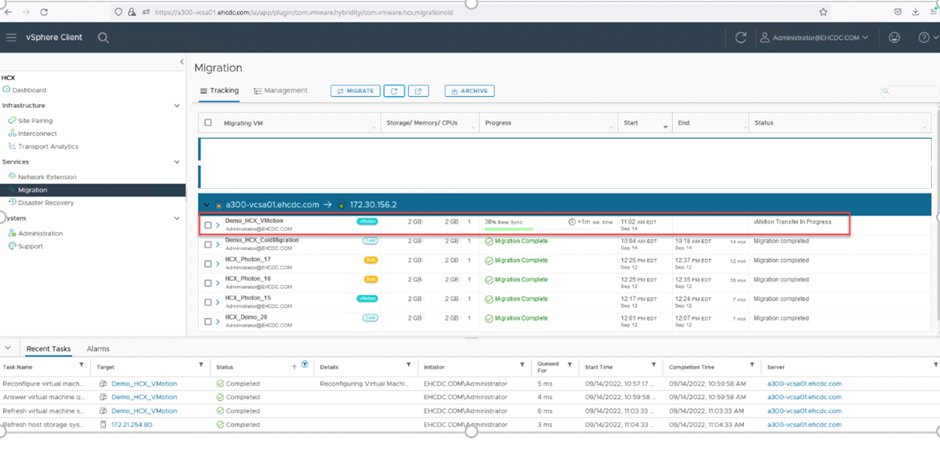 https://a300-vcsa01.ehcdc.com/ui/app/plugin/com.vmware.hybridity/com.vmware.hcx.migrationold
vSphere Client
Administrator@EHCDC.COM
HCX
Dashboard
Infrastructure
Site Pairing
Interconnect
Transport Analytics
Services
Network Extension
Migration
Disaster Recovery
System
Administration
Support
Migration
Tracking Management MIGRATE ARCHIVE
Migrating VM Storage/ Memory/ CPUs Progress Start End Status
a300-vcsa01.ehcdc.com → 172.30.156.2
Demo_HCX_VMotion vMotion 2 GB 2 GB 1 38% Base Sync +1m est. time 11:02 AM EDT vMotion Transfer In Progress
Administrator@EHCDC.COM Sep 14
Demo_HCX_ColdMigration Cold 2 GB 2 GB 1 Migration Complete 10:04 AM EDT 10:18 AM EDT 14 min Migration completed
Administrator@EHCDC.COM Sep 14 Sep 14
HCX_Photon_17 Bulk 2 GB 2 GB 1 Migration Complete 12:25 PM EDT 12:37 PM EDT 12 min Migration completed
Administrator@EHCDC.COM Sep 12 Sep 12
HCX_Photon_16 Bulk 2 GB 2 GB 1 Migration Complete 12:25 PM EDT 12:35 PM EDT 10 min Migration completed
Administrator@EHCDC.COM Sep 12 Sep 12
HCX_Photon_15 vMotion 2 GB 2 GB 1 Migration Complete 12:17 PM EDT 12:24 PM EDT 7 min Migration completed
Administrator@EHCDC.COM Sep 12 Sep 12
HCX_Demo_20 Cold 2 GB 2 GB 1 Migration Complete 12:01 PM EDT 12:07 PM EDT 7 min Migration completed
Administrator@EHCDC.COM Sep 12 Sep 12
Recent Tasks Alarms
Task Name Target Status Details Initiator Queued For Start Time Completion Time Server
Reconfigure virtual mach... Demo_HCX_VMotion Completed Reconfiguring Virtual Machi... EHCDC.COM\Administrator 5 ms 09/14/2022, 10:57:17 ... 09/14/2022, 10:59:58 AM a300-vcsa01.ehcdc.com
Answer virtual machine q... Demo_HCX_VMotion Completed EHCDC.COM\Administrator 4 ms 09/14/2022, 10:59:58 ... 09/14/2022, 10:59:58 AM a300-vcsa01.ehcdc.com
Refresh virtual machine s... Demo_HCX_VMotion Completed EHCDC.COM\Administrator 6 ms 09/14/2022, 11:03:33 ... 09/14/2022, 11:03:33 AM a300-vcsa01.ehcdc.com
Refresh host storage sys... 172.21.254.80 Completed EHCDC.COM\Administrator 3 ms 09/14/2022, 11:04:33 ... 09/14/2022, 11:04:33 AM a300-vcsa01.ehcdc.com